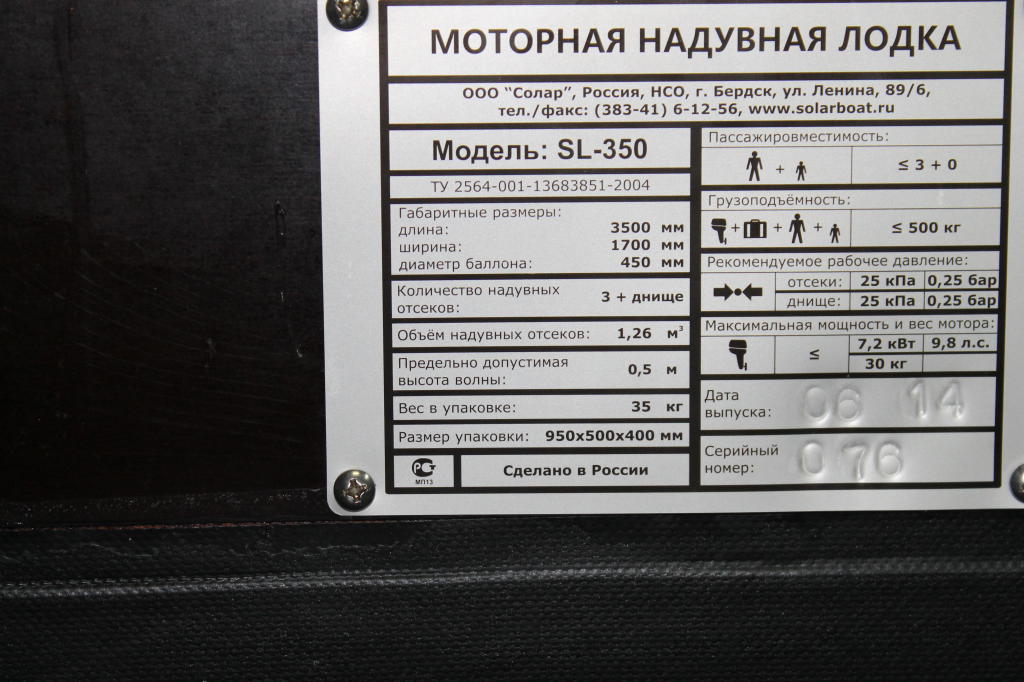 МОТОРНАЯ НАДУВНАЯ ЛОДКА
ООО “Солар”, Россия, НСО, г. Бердск, ул. Ленина, 89/6,
тел./факс: (383-41) 6-12-56, www.solarboat.ru
Модель: SL-350
ТУ 2564-001-13683851-2004
Габаритные размеры:
длина: 3500 мм
ширина: 1700 мм
диаметр баллона: 450 мм
Количество надувных
отсеков: 3 + днище
Объём надувных отсеков: 1,26 м³
Предельно допустимая
высота волны: 0,5 м
Вес в упаковке: 35 кг
Размер упаковки: 950х500х400 мм
РСТ
МП13
Сделано в России
Пассажировместимость:
+ ≤ 3 + 0
Грузоподъёмность:
+ + + ≤ 500 кг
Рекомендуемое рабочее давление:
отсеки: 25 кПа 0,25 бар
днище: 25 кПа 0,25 бар
Максимальная мощность и вес мотора:
≤ 7,2 кВт 9,8 л.с.
30 кг
Дата
выпуска: 06 14
Серийный
номер: 076